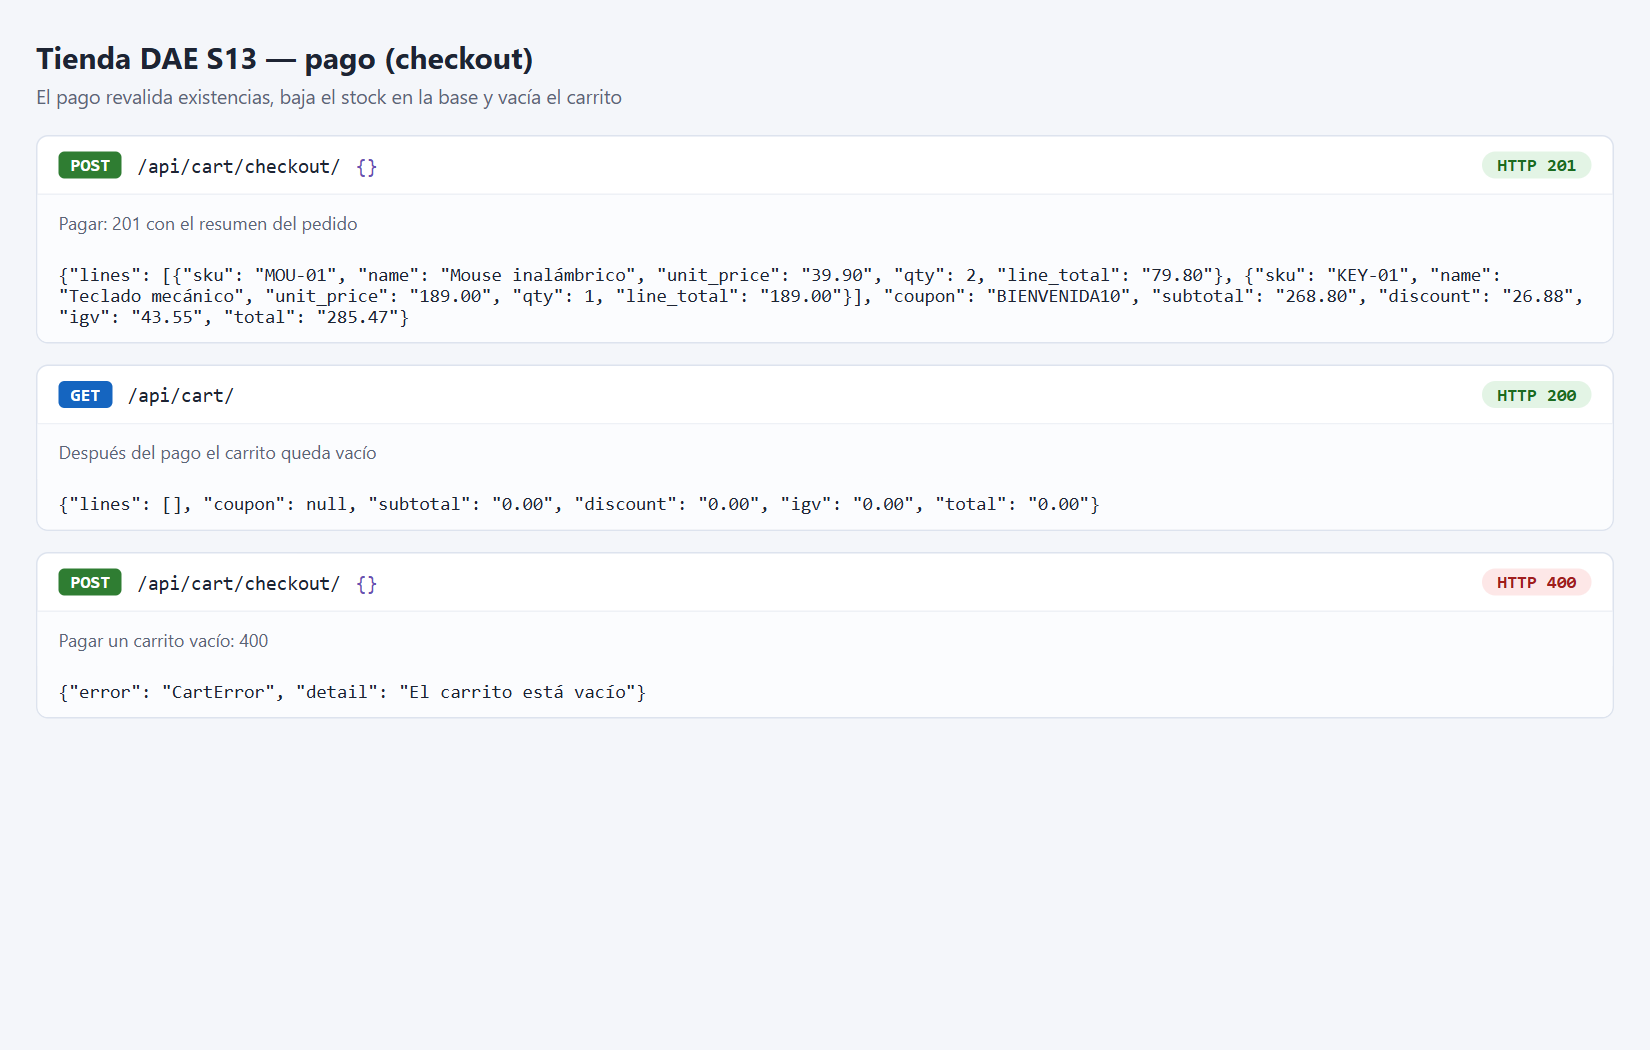 Tienda DAE S13 — pago (checkout)
El pago revalida existencias, baja el stock en la base y vacía el carrito
POST /api/cart/checkout/ {} HTTP 201
Pagar: 201 con el resumen del pedido
{"lines": [{"sku": "MOU-01", "name": "Mouse inalámbrico", "unit_price": "39.90", "qty": 2, "line_total": "79.80"}, {"sku": "KEY-01", "name":
"Teclado mecánico", "unit_price": "189.00", "qty": 1, "line_total": "189.00"}], "coupon": "BIENVENIDA10", "subtotal": "268.80", "discount": "26.88",
"igv": "43.55", "total": "285.47"}
GET /api/cart/ HTTP 200
Después del pago el carrito queda vacío
{"lines": [], "coupon": null, "subtotal": "0.00", "discount": "0.00", "igv": "0.00", "total": "0.00"}
POST /api/cart/checkout/ {} HTTP 400
Pagar un carrito vacío: 400
{"error": "CartError", "detail": "El carrito está vacío"}